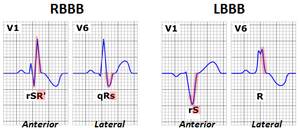 RBBB
LBBB
V1
V6
V1
V6
rSR'
qRs
rS
R
Anterior
Lateral
Anterior
Lateral